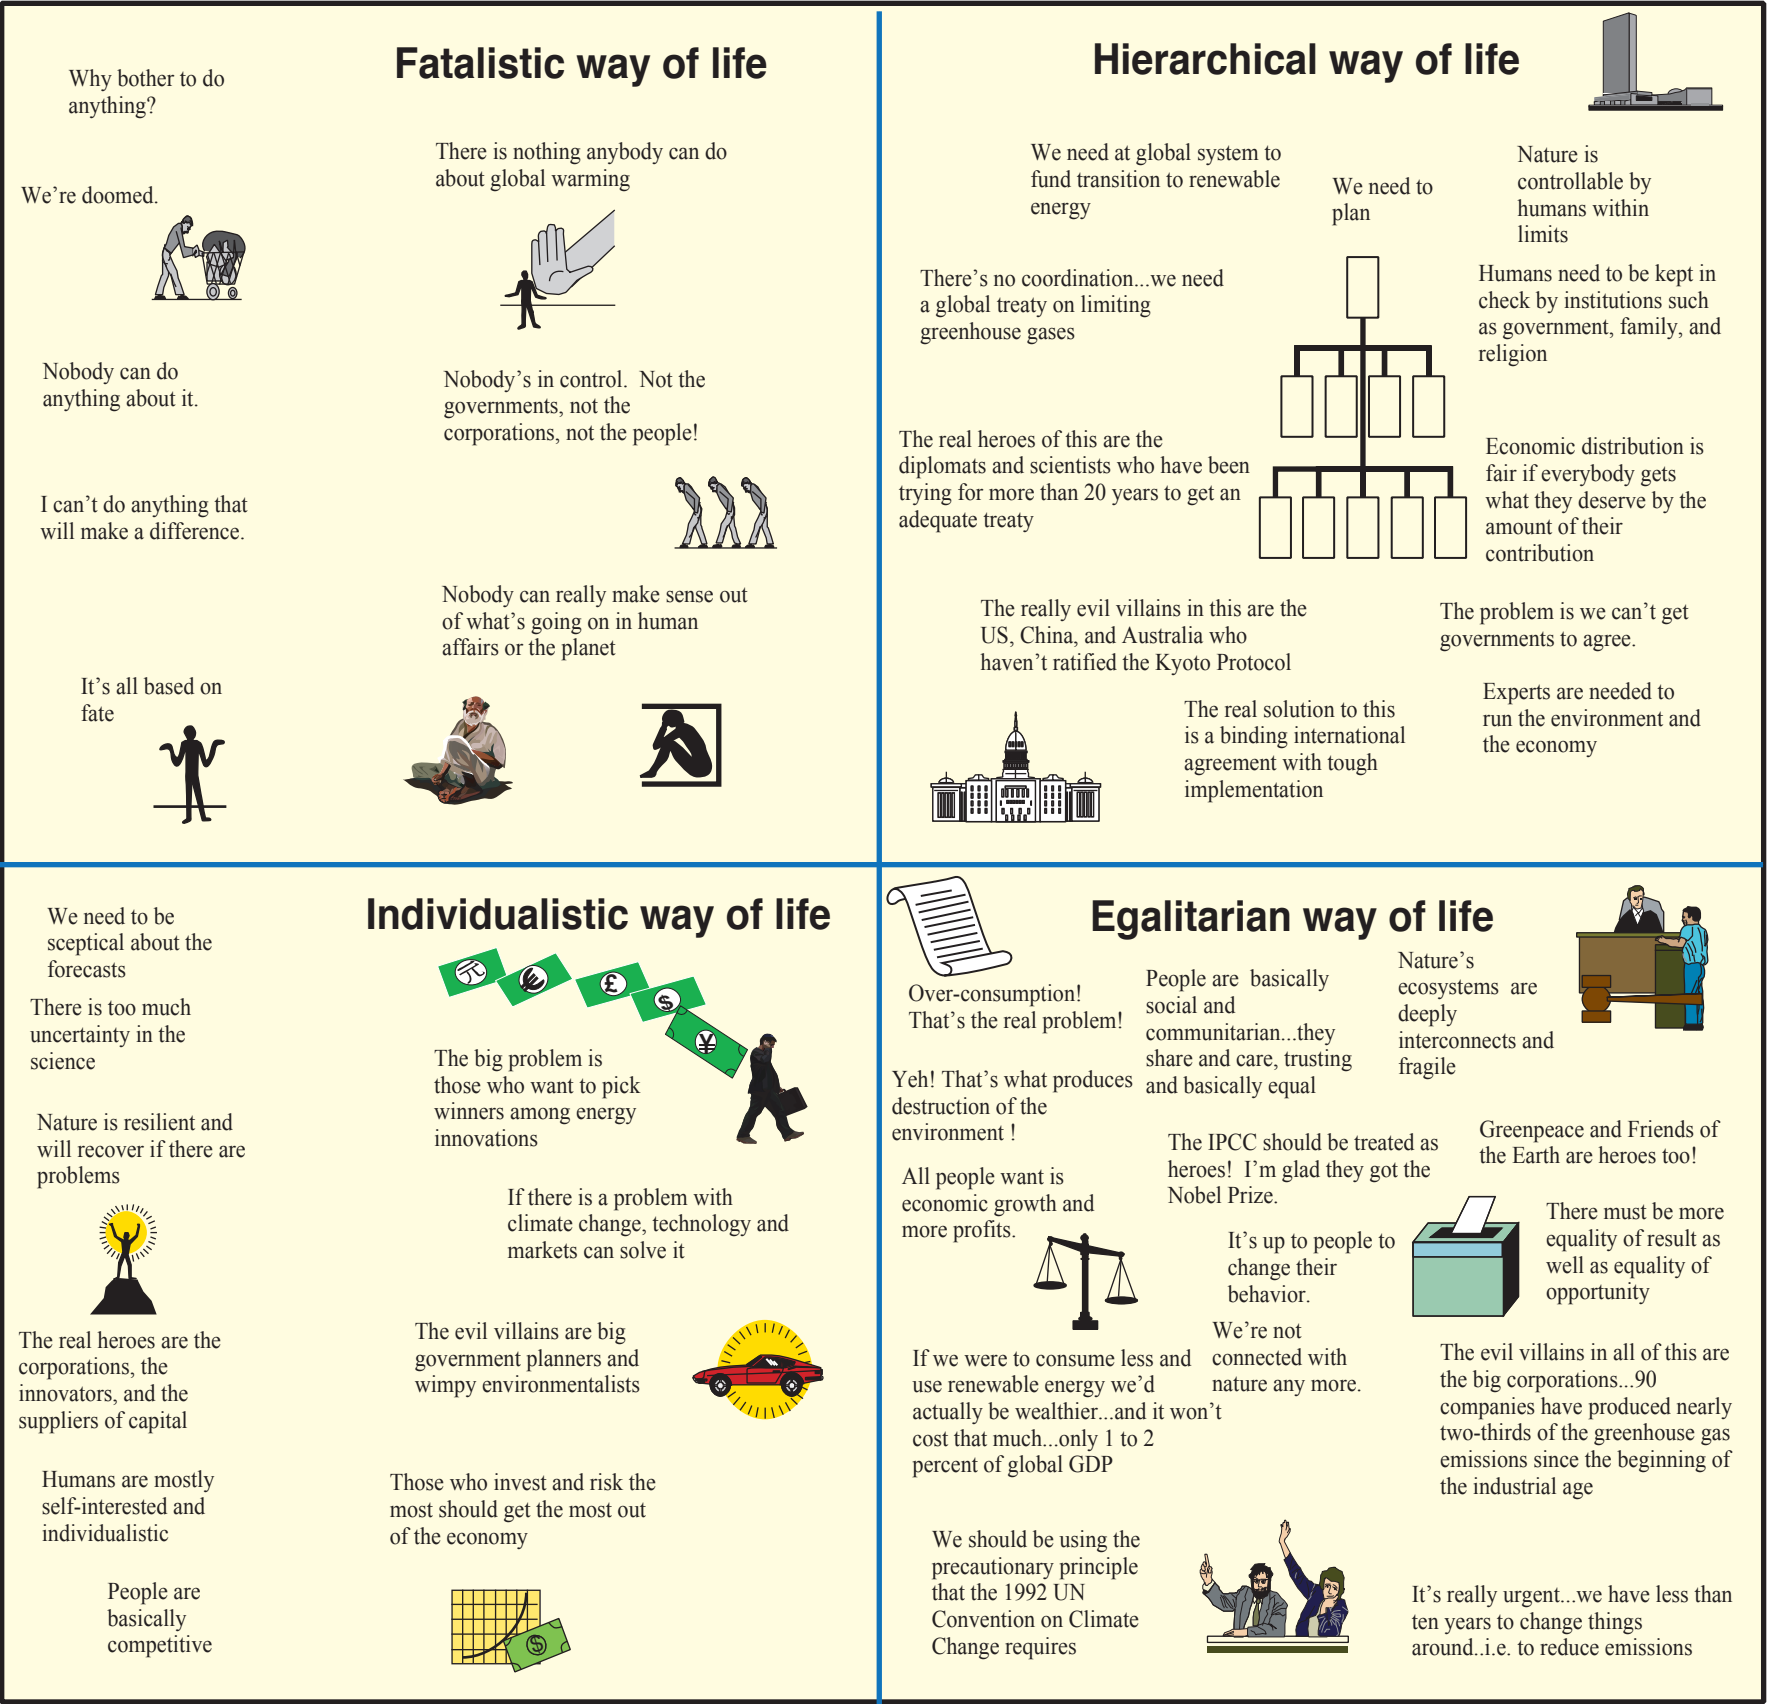 Fatalistic way of life
Why bother to do
anything?
There is nothing anybody can do
about global warming
We're doomed.
Nobody can do
anything about it.
Nobody's in control.  Not the
governments, not the
corporations, not the people!
I can't do anything that
will make a difference.
Nobody can really make sense out
of what's going on in human
affairs or the planet
It's all based on
fate
Hierarchical way of life
We need at global system to
fund transition to renewable
energy
We need to
plan
Nature is
controllable by
humans within
limits
There's no coordination...we need
a global treaty on limiting
greenhouse gases
Humans need to be kept in
check by institutions such
as government, family, and
religion
The real heroes of this are the
diplomats and scientists who have been
trying for more than 20 years to get an
adequate treaty
Economic distribution is
fair if everybody gets
what they deserve by the
amount of their
contribution
The really evil villains in this are the
US, China, and Australia who
haven't ratified the Kyoto Protocol
The problem is we can't get
governments to agree.
The real solution to this
is a binding international
agreement with tough
implementation
Experts are needed to
run the environment and
the economy
Individualistic way of life
We need to be
sceptical about the
forecasts
There is too much
uncertainty in the
science
元
€
£
$
¥
The big problem is
those who want to pick
winners among energy
innovations
Nature is resilient and
will recover if there are
problems
If there is a problem with
climate change, technology and
markets can solve it
The real heroes are the
corporations, the
innovators, and the
suppliers of capital
The evil villains are big
government planners and
wimpy environmentalists
Humans are mostly
self-interested and
individualistic
Those who invest and risk the
most should get the most out
of the economy
People are
basically
competitive
$
Egalitarian way of life
Over-consumption!
That's the real problem!
People are  basically
social and
communitarian...they
share and care, trusting
and basically equal
Nature's
ecosystems  are
deeply
interconnects and
fragile
Yeh! That's what produces
destruction of the
environment !
The IPCC should be treated as
heroes!  I'm glad they got the
Nobel Prize.
Greenpeace and Friends of
the Earth are heroes too!
All people want is
economic growth and
more profits.
It's up to people to
change their
behavior.
There must be more
equality of result as
well as equality of
opportunity
If we were to consume less and
use renewable energy we'd
actually be wealthier...and it won't
cost that much...only 1 to 2
percent of global GDP
We're not
connected with
nature any more.
The evil villains in all of this are
the big corporations...90
companies have produced nearly
two-thirds of the greenhouse gas
emissions since the beginning of
the industrial age
We should be using the
precautionary principle
that the 1992 UN
Convention on Climate
Change requires
It's really urgent...we have less than
ten years to change things
around..i.e. to reduce emissions